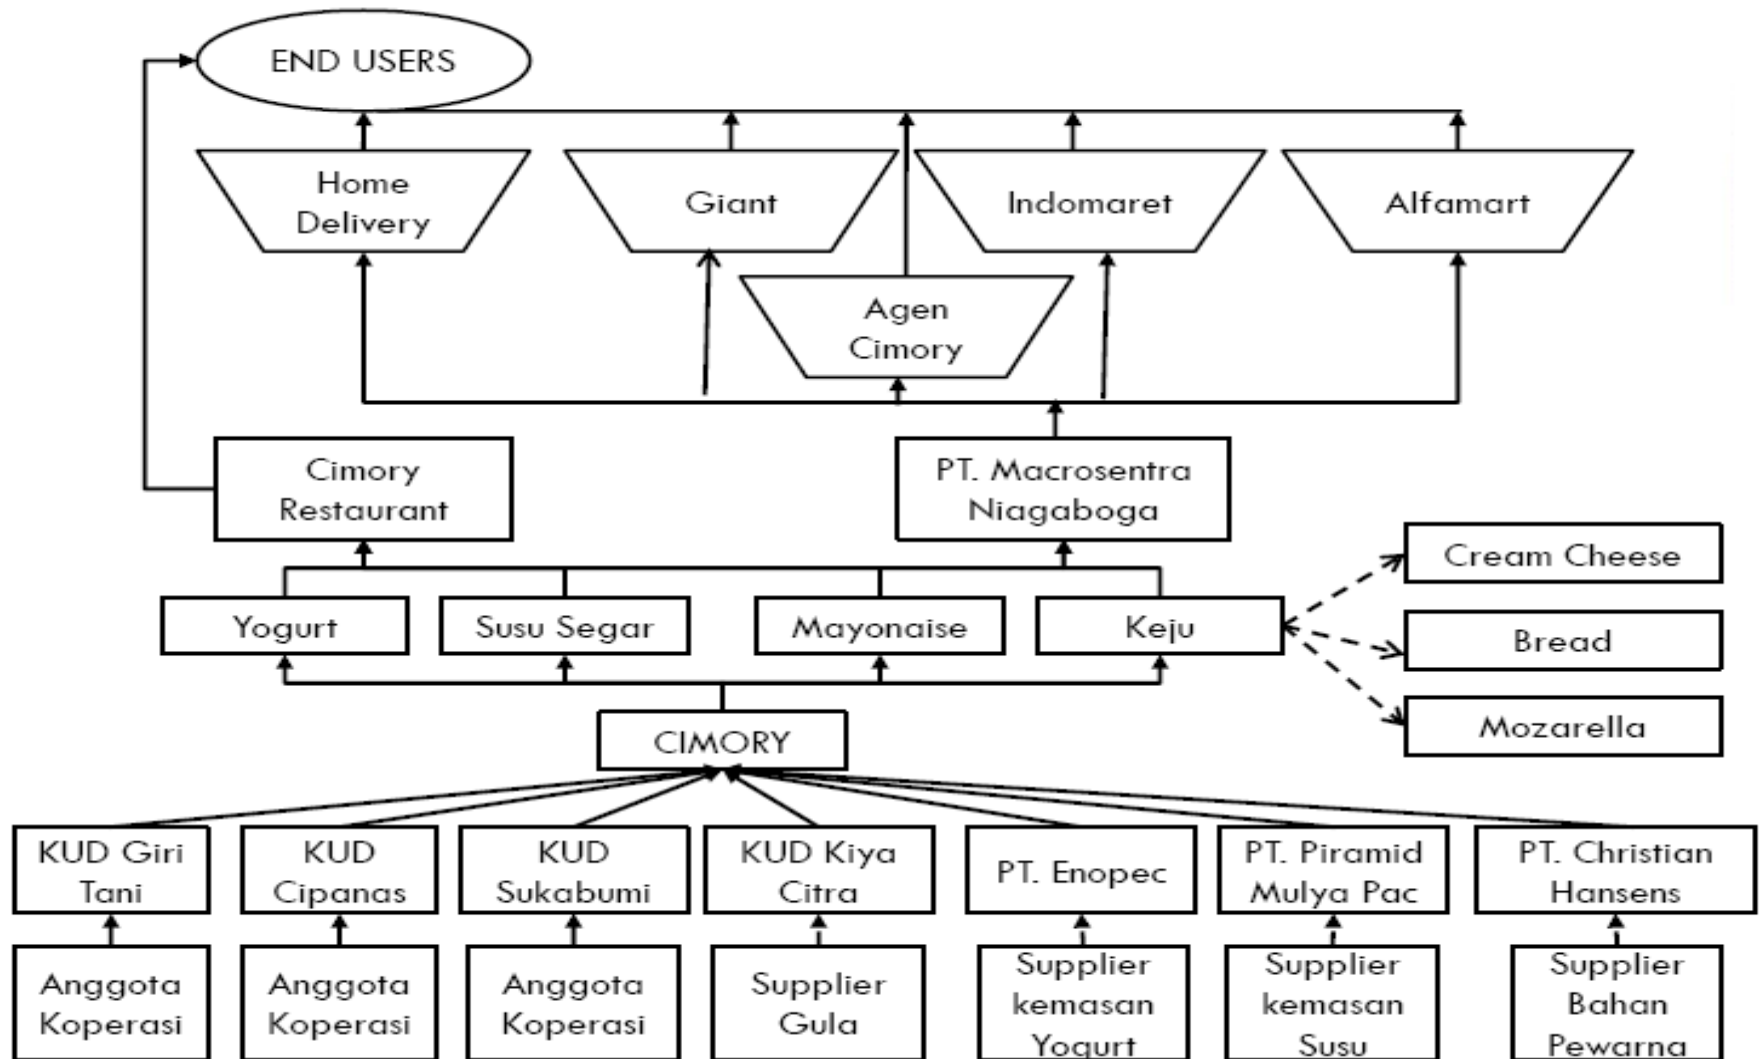 END USERS
Home
Delivery
Giant
Indomaret
Alfamart
Agen
Cimory
Cimory
Restaurant
PT. Macrosentra
Niagaboga
Cream Cheese
Yogurt
Susu Segar
Mayonaise
Keju
Bread
Mozarella
CIMORY
KUD Giri
Tani
KUD
Cipanas
KUD
Sukabumi
KUD Kiya
Citra
PT. Enopec
PT. Piramid
Mulya Pac
PT. Christian
Hansens
Anggota
Koperasi
Anggota
Koperasi
Anggota
Koperasi
Supplier
Gula
Supplier
kemasan
Yogurt
Supplier
kemasan
Susu
Supplier
Bahan
Pewarna